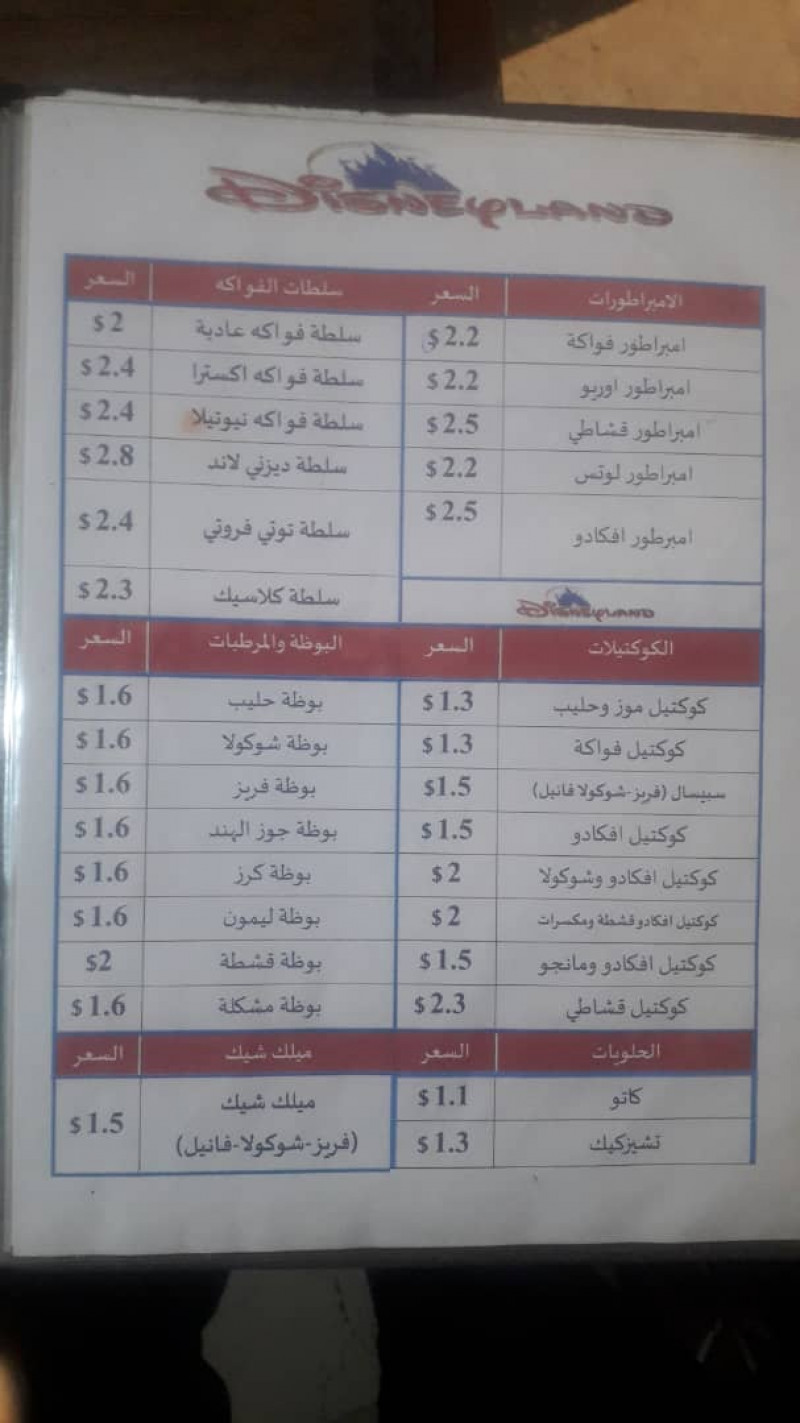 DISNEYLAND
الامبراطورات السعر سلطات الفواكه السعر
امبراطور فواكة $ 2.2 سلطة فواكه عادية $ 2
امبراطور اوريو $ 2.2 سلطة فواكه اكسترا $ 2.4
امبراطور قشاطي $ 2.5 سلطة فواكه نيوتيلا $ 2.4
امبراطور لوتس $ 2.2 سلطة ديزني لاند $ 2.8
امبرطور افكادو $ 2.5 سلطة توتي فروتي $ 2.4
DISNEYLAND سلطة كلاسيك $ 2.3
الكوكتيلات السعر البوظة والمرطبات السعر
كوكتيل موز وحليب $ 1.3 بوظة حليب $ 1.6
كوكتيل فواكة $ 1.3 بوظة شوكولا $ 1.6
سبيسال (فريز-شوكولا فانيل) $1.5 بوظة فريز $ 1.6
كوكتيل افكادو $ 1.5 بوظة جوز الهند $ 1.6
كوكتيل افكادو وشوكولا $ 2 بوظة كرز $ 1.6
كوكتيل افكادو قشطة ومكسرات $ 2 بوظة ليمون $ 1.6
كوكتيل افكادو ومانجو $ 1.5 بوظة قشطة $2
كوكتيل قشاطي $ 2.3 بوظة مشكلة $ 1.6
الحلويات السعر ميلك شيك السعر
كاتو $ 1.1 ميلك شيك $ 1.5
تشيزكيك $ 1.3 (فريز-شوكولا-فانيل)